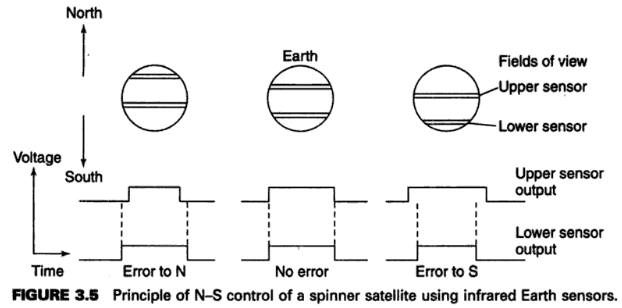 North
Earth
Fields of view
Upper sensor
Lower sensor
Voltage
South
Upper sensor
output
Lower sensor
output
Time
Error to N
No error
Error to S
FIGURE 3.5 Principle of N–S control of a spinner satellite using infrared Earth sensors.